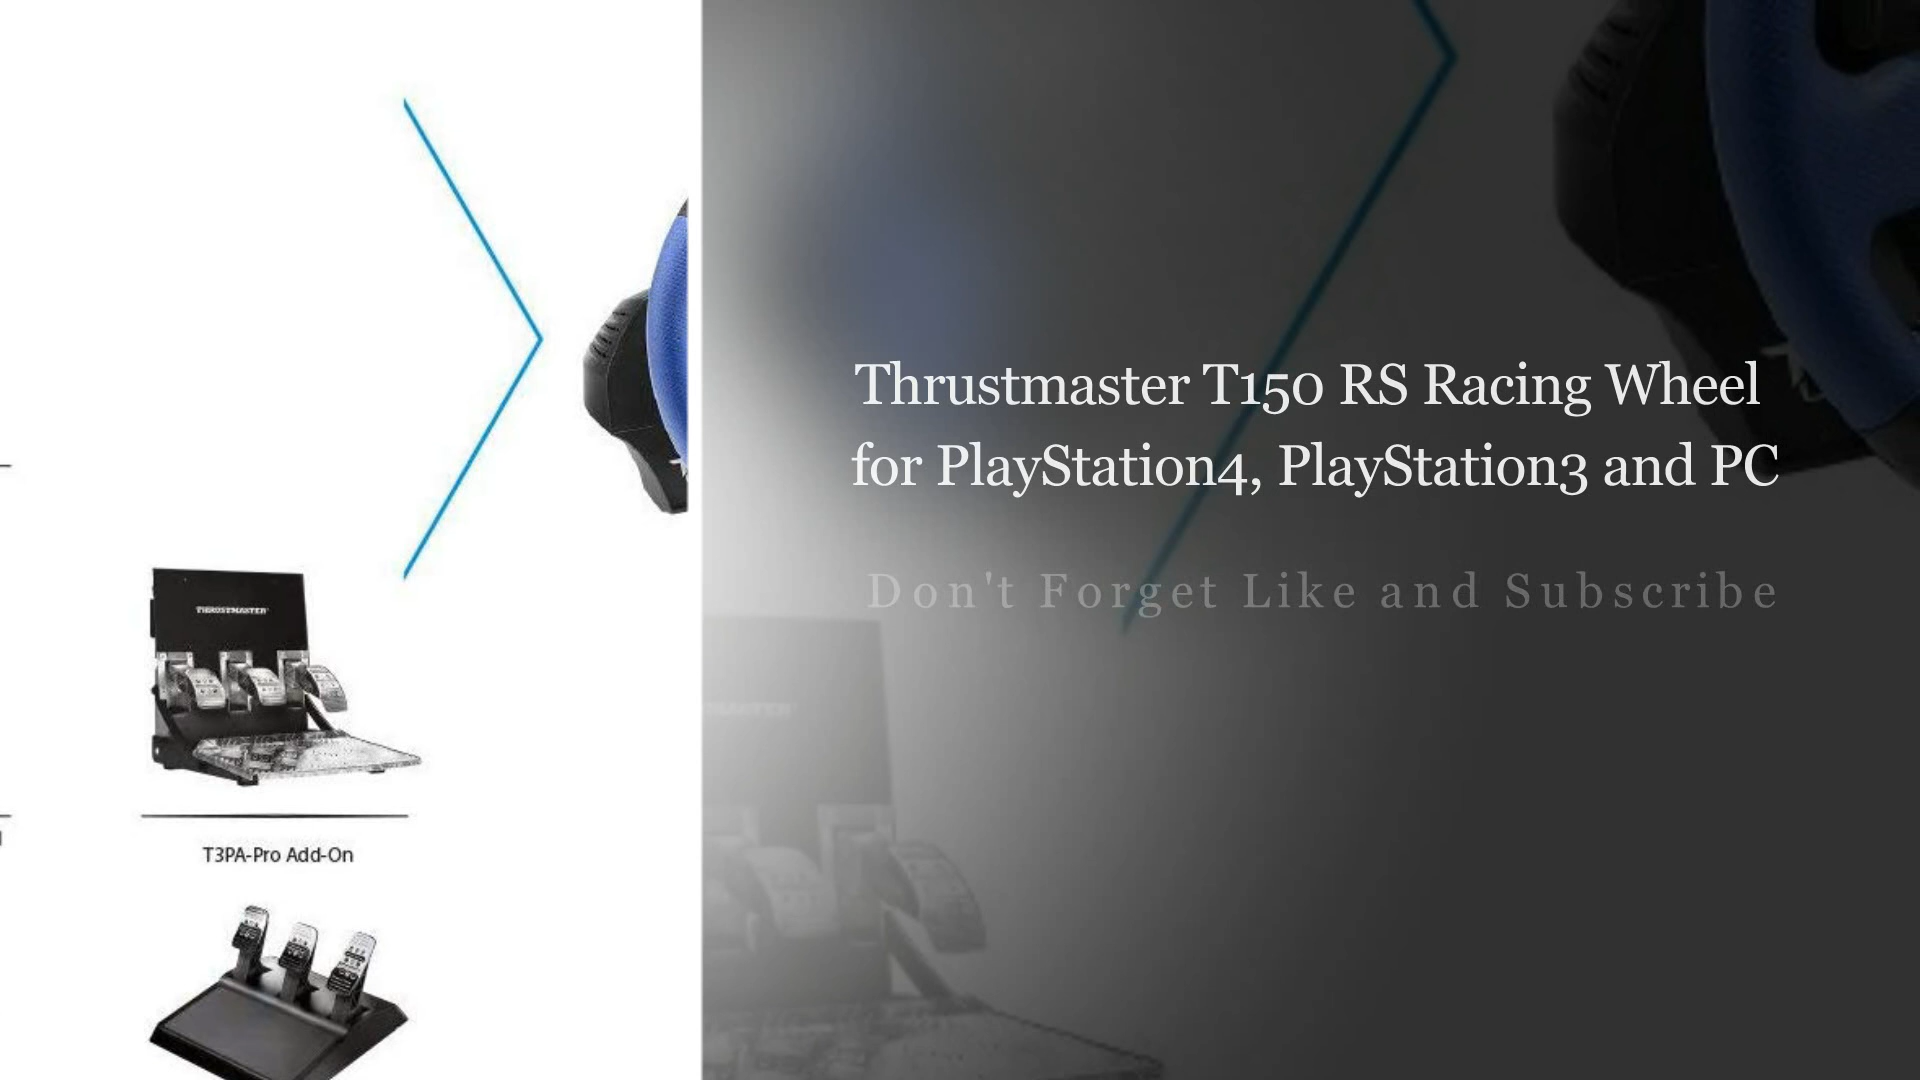 THRUSTMASTER
T3PA-Pro Add-On
Thrustmaster T150 RS Racing Wheel
for PlayStation4, PlayStation3 and PC
Don't Forget Like and Subscribe